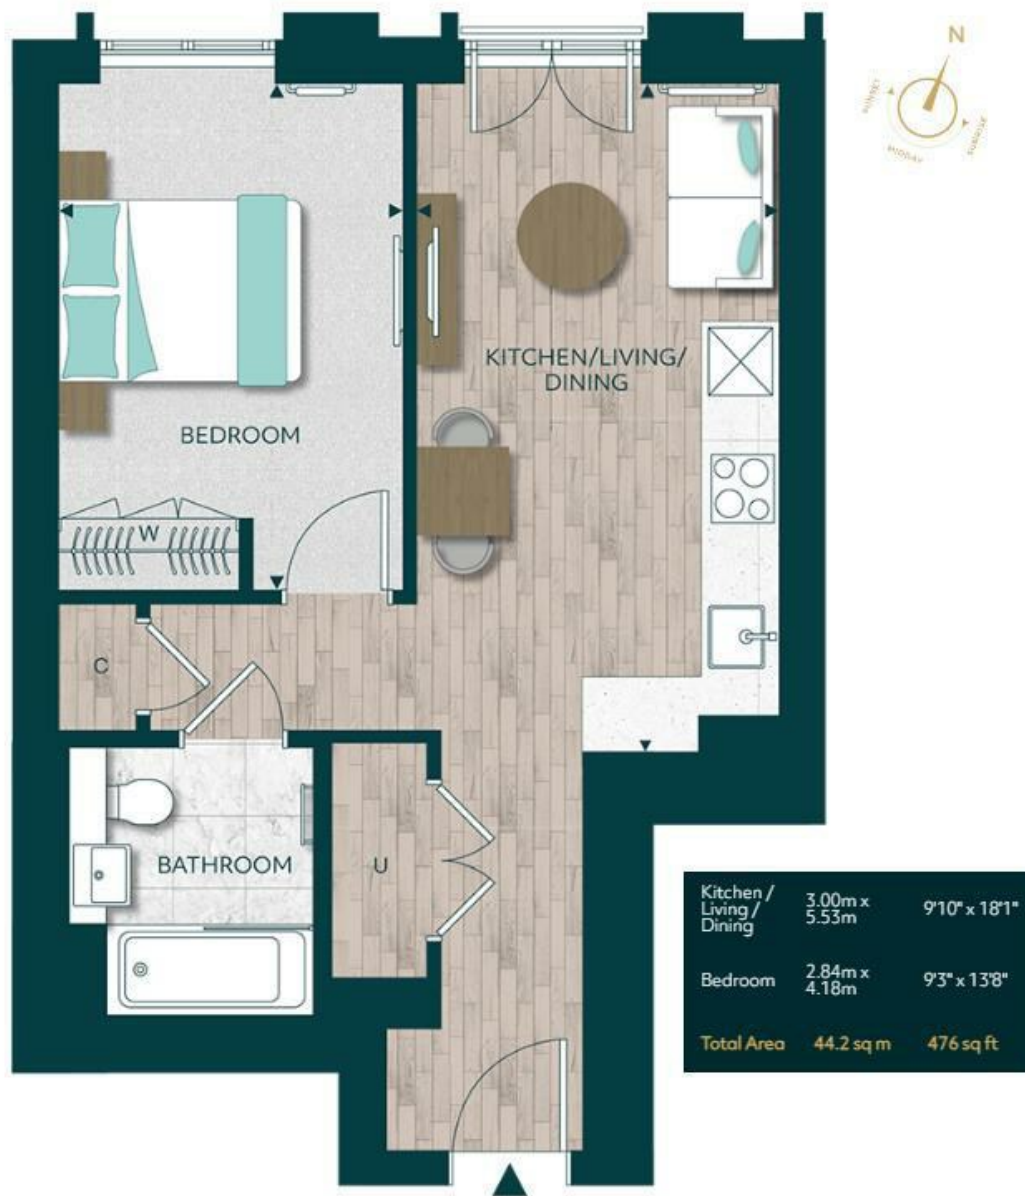 N
SUNSET
SUNRISE
MIDDAY
KITCHEN/LIVING/
DINING
BEDROOM
W
C
BATHROOM
U
Kitchen /
Living /
Dining
3.00m x
5.53m
9'10" x 18'1"
Bedroom
2.84m x
4.18m
9'3" x 13'8"
Total Area 44.2 sq m 476 sq ft